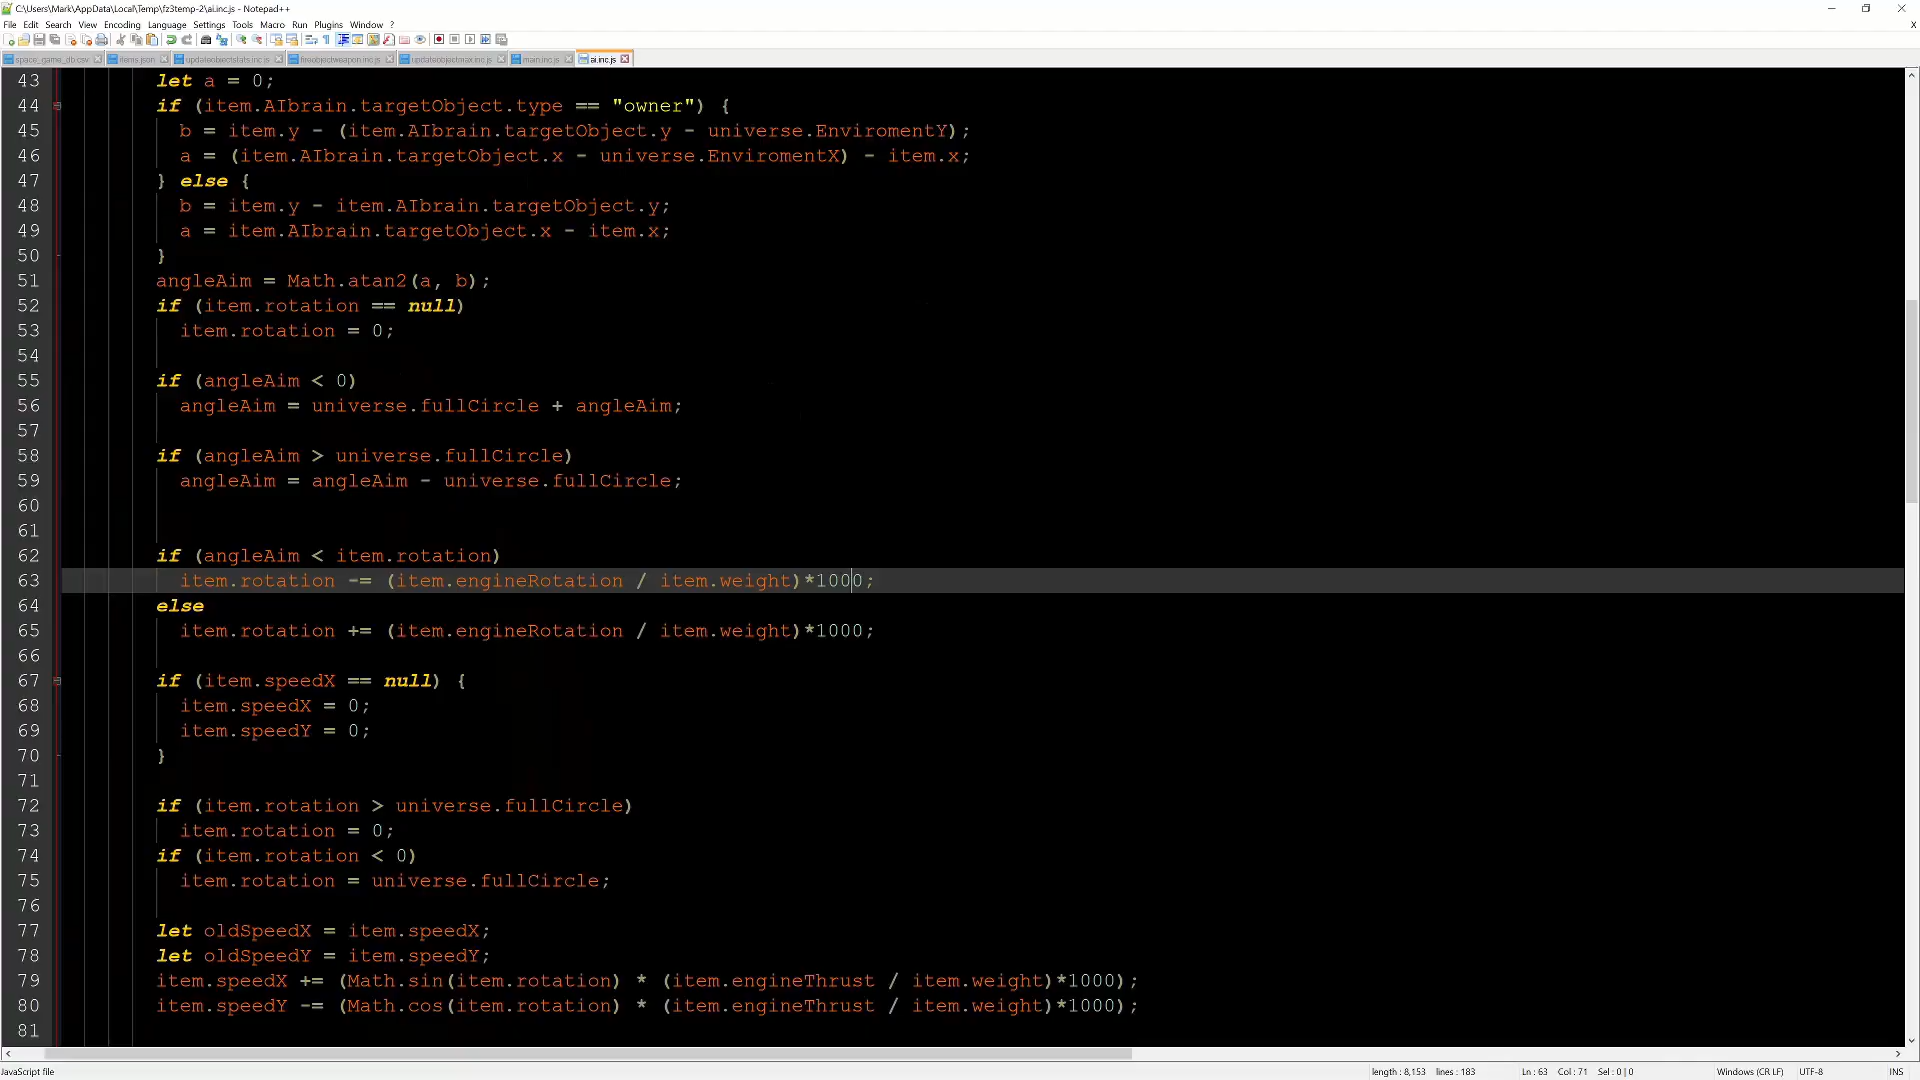 C:\Users\Mark\AppData\Local\Temp\fz3temp-2\ai.inc.js - Notepad++
File Edit Search View Encoding Language Settings Tools Macro Run Plugins Window ?
space_game_db.csv items.json updateobjectstats.inc.js fireobjectweapon.inc.js updateobjectmax.inc.js main.inc.js ai.inc.js
43 let a = 0;
44 if (item.AIbrain.targetObject.type == "owner") {
45 b = item.y - (item.AIbrain.targetObject.y - universe.EnviromentY);
46 a = (item.AIbrain.targetObject.x - universe.EnviromentX) - item.x;
47 } else {
48 b = item.y - item.AIbrain.targetObject.y;
49 a = item.AIbrain.targetObject.x - item.x;
50 }
51 angleAim = Math.atan2(a, b);
52 if (item.rotation == null)
53 item.rotation = 0;
54
55 if (angleAim < 0)
56 angleAim = universe.fullCircle + angleAim;
57
58 if (angleAim > universe.fullCircle)
59 angleAim = angleAim - universe.fullCircle;
60
61
62 if (angleAim < item.rotation)
63 item.rotation -= (item.engineRotation / item.weight)*1000;
64 else
65 item.rotation += (item.engineRotation / item.weight)*1000;
66
67 if (item.speedX == null) {
68 item.speedX = 0;
69 item.speedY = 0;
70 }
71
72 if (item.rotation > universe.fullCircle)
73 item.rotation = 0;
74 if (item.rotation < 0)
75 item.rotation = universe.fullCircle;
76
77 let oldSpeedX = item.speedX;
78 let oldSpeedY = item.speedY;
79 item.speedX += (Math.sin(item.rotation) * (item.engineThrust / item.weight)*1000);
80 item.speedY -= (Math.cos(item.rotation) * (item.engineThrust / item.weight)*1000);
81
JavaScript file length : 8,153 lines : 183 Ln : 63 Col : 71 Sel : 0 | 0 Windows (CR LF) UTF-8 INS